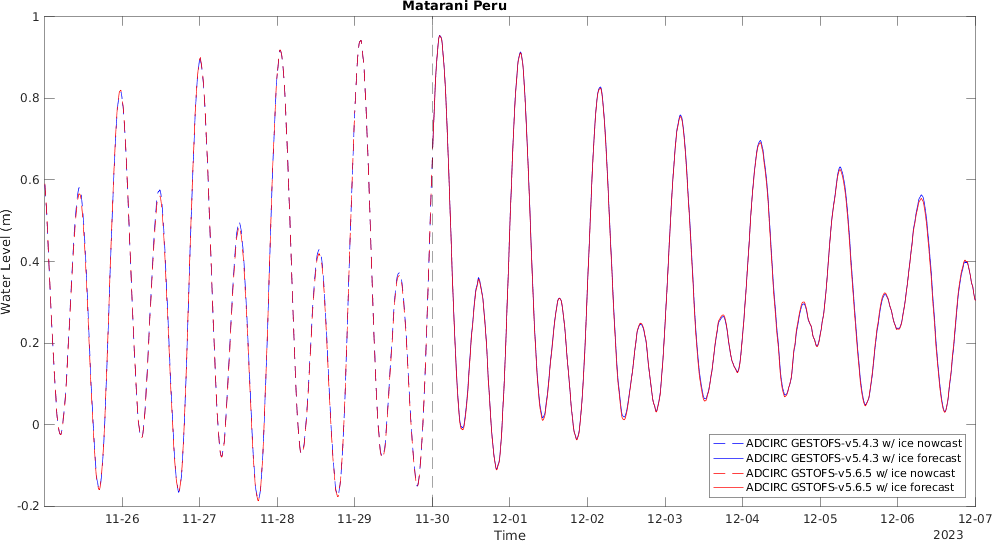 Matarani Peru
Water Level (m)
1
0.8
0.6
0.4
0.2
0
-0.2
ADCIRC GESTOFS-v5.4.3 w/ ice nowcast
ADCIRC GESTOFS-v5.4.3 w/ ice forecast
ADCIRC GSTOFS-v5.6.5 w/ ice nowcast
ADCIRC GSTOFS-v5.6.5 w/ ice forecast
11-26 11-27 11-28 11-29 11-30 12-01 12-02 12-03 12-04 12-05 12-06 12-07
Time
2023